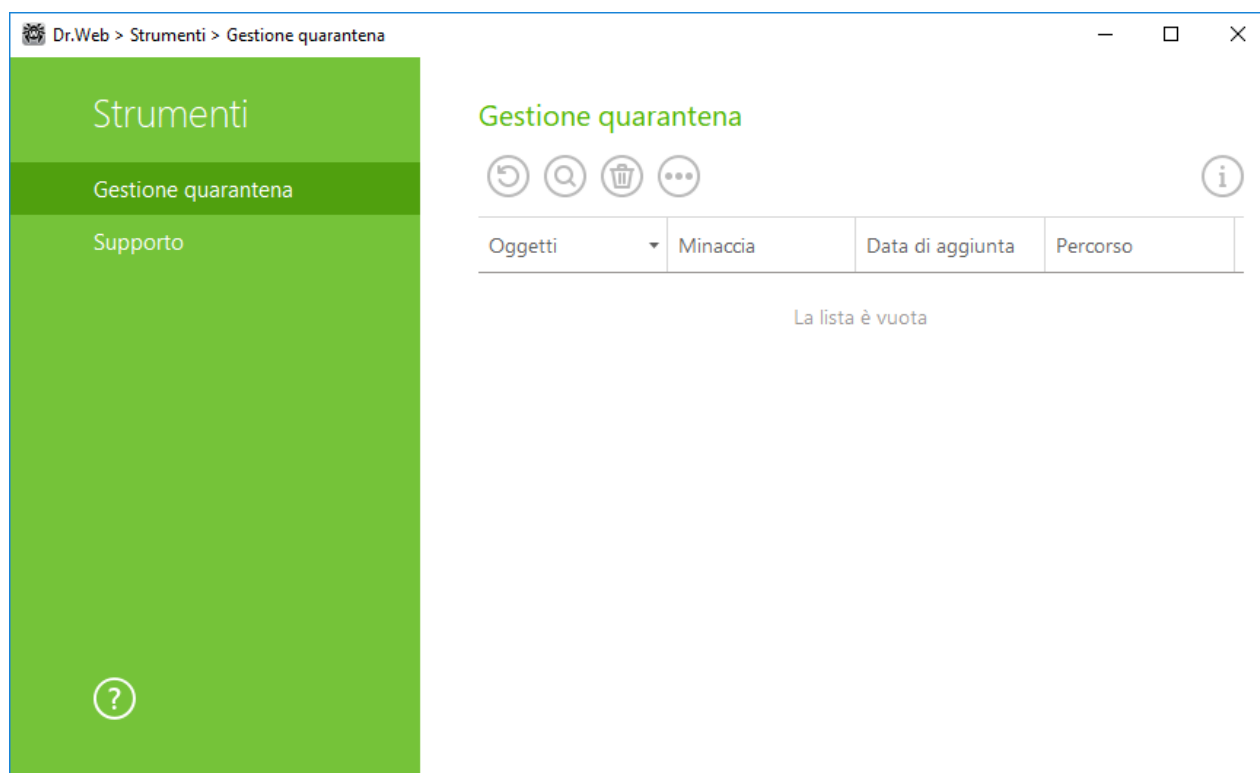 Dr.Web > Strumenti > Gestione quarantena
Strumenti
Gestione quarantena
Supporto
?
Gestione quarantena
i
Oggetti Minaccia Data di aggiunta Percorso
La lista è vuota